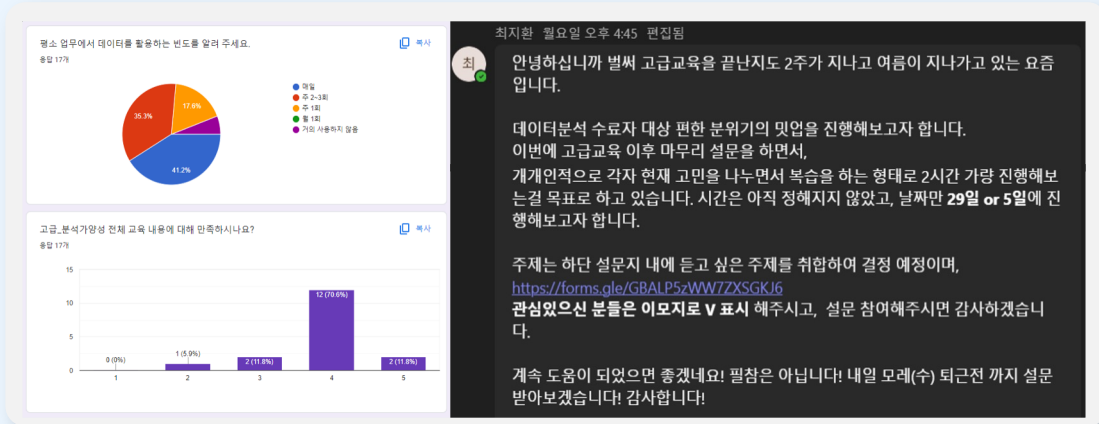 평소 업무에서 데이터를 활용하는 빈도를 알려 주세요.
복사
응답 17개
35.3%
17.6%
41.2%
매일
주 2~3회
주 1회
월 1회
거의 사용하지 않음
고급_분석가양성 전체 교육 내용에 대해 만족하시나요?
복사
응답 17개
15
10
5
0
0 (0%)
1 (5.9%)
2 (11.8%)
12 (70.6%)
2 (11.8%)
1
2
3
4
5
최지환 월요일 오후 4:45 편집됨
최
안녕하십니까 벌써 고급교육을 끝난지도 2주가 지나고 여름이 지나가고 있는 요즘
입니다.
데이터분석 수료자 대상 편한 분위기의 밋업을 진행해보고자 합니다.
이번에 고급교육 이후 마무리 설문을 하면서,
개개인적으로 각자 현재 고민을 나누면서 복습을 하는 형태로 2시간 가량 진행해보
는걸 목표로 하고 있습니다. 시간은 아직 정해지지 않았고, 날짜만 29일 or 5일에 진
행해보고자 합니다.
주제는 하단 설문지 내에 듣고 싶은 주제를 취합하여 결정 예정이며,
https://forms.gle/GBALP5zWW7ZXSGKJ6
관심있으신 분들은 이모지로 V 표시 해주시고, 설문 참여해주시면 감사하겠습니
다.
계속 도움이 되었으면 좋겠네요! 필참은 아닙니다! 내일 모레(수) 퇴근전 까지 설문
받아보겠습니다! 감사합니다!